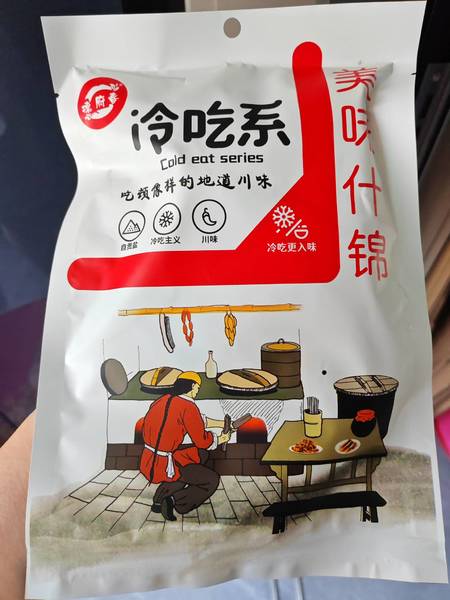 冷吃系
Cold eat series
吃顿像样的地道川味
自贡盐
冷吃主义
川味
冷吃更入味
美味什锦